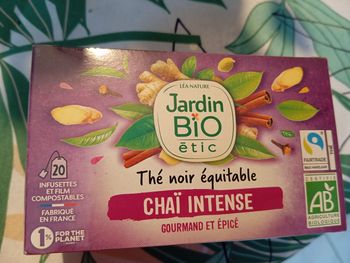 LÉA NATURE
Jardin
BiO
étic
Thé noir équitable
CHAÏ INTENSE
GOURMAND ET ÉPICÉ
20
INFUSETTES
ET FILM
COMPOSTABLES
FABRIQUÉ
EN FRANCE
1%
FOR THE
PLANET
FAIRTRADE
AB
AGRICULTURE
BIOLOGIQUE